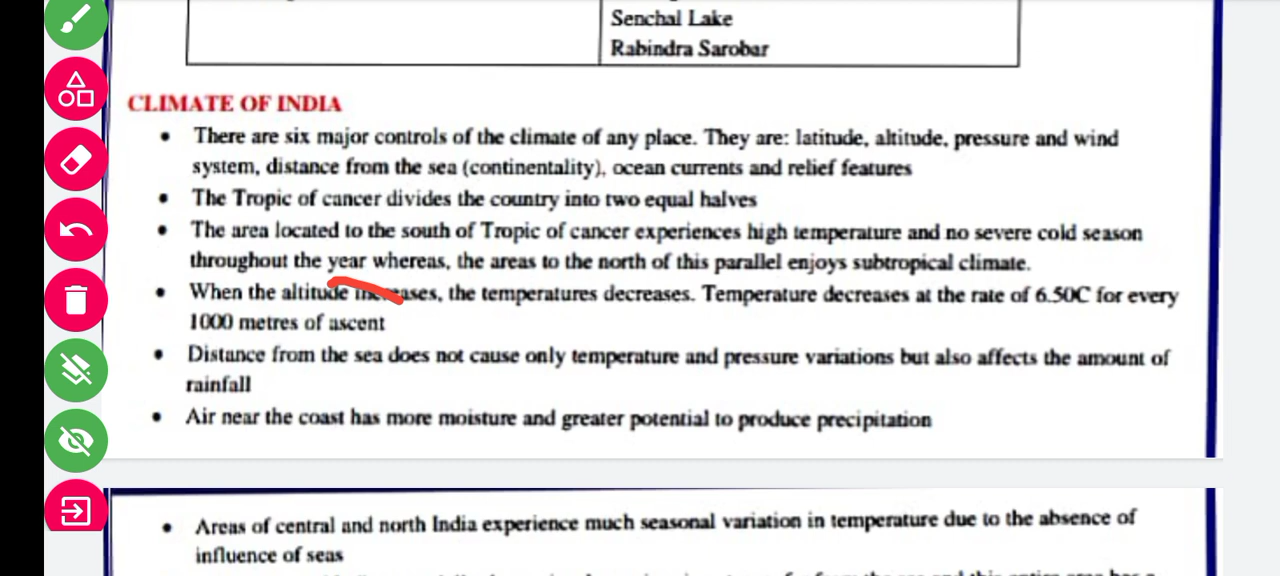 Senchal Lake
Rabindra Sarobar
CLIMATE OF INDIA
• There are six major controls of the climate of any place. They are: latitude, altitude, pressure and wind
system, distance from the sea (continentality), ocean currents and relief features
• The Tropic of cancer divides the country into two equal halves
• The area located to the south of Tropic of cancer experiences high temperature and no severe cold season
throughout the year whereas, the areas to the north of this parallel enjoys subtropical climate.
• When the altitude increases, the temperatures decreases. Temperature decreases at the rate of 6.50C for every
1000 metres of ascent
• Distance from the sea does not cause only temperature and pressure variations but also affects the amount of
rainfall
• Air near the coast has more moisture and greater potential to produce precipitation
• Areas of central and north India experience much seasonal variation in temperature due to the absence of
influence of seas